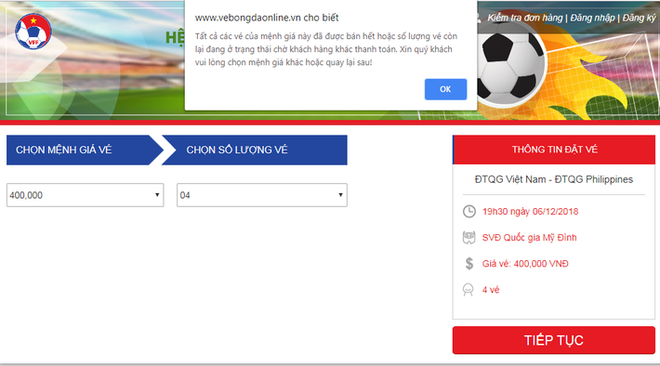 www.vebongdaonline.vn cho biết
Tất cả các vé của mệnh giá này đã được bán hết hoặc số lượng vé còn
lại đang ở trạng thái chờ khách hàng khác thanh toán. Xin quý khách
vui lòng chọn mệnh giá khác hoặc quay lại sau!
OK
VFF
HỆ
Kiểm tra đơn hàng | Đăng nhập | Đăng ký
CHỌN MỆNH GIÁ VÉ
CHỌN SỐ LƯỢNG VÉ
400,000
04
THÔNG TIN ĐẶT VÉ
ĐTQG Việt Nam - ĐTQG Philippines
19h30 ngày 06/12/2018
SVĐ Quốc gia Mỹ Đình
Giá vé: 400,000 VNĐ
4 vé
TIẾP TỤC